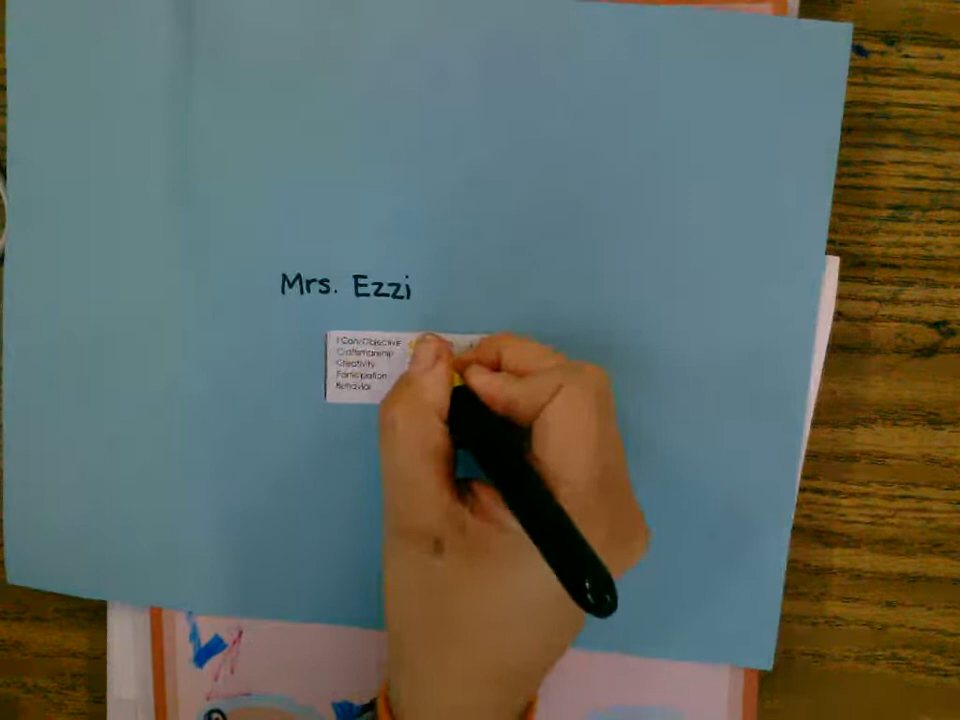 Mrs. Ezzi
I Can/Objective
Craftsmanship
Creativity
Participation
Behavior